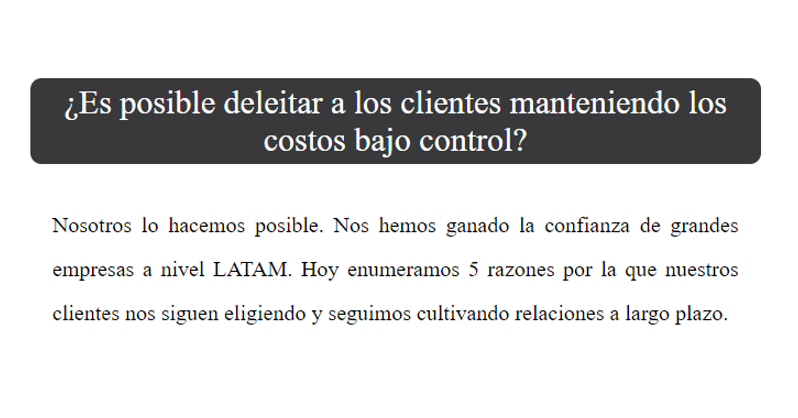 ¿Es posible deleitar a los clientes manteniendo los
costos bajo control?
Nosotros lo hacemos posible. Nos hemos ganado la confianza de grandes
empresas a nivel LATAM. Hoy enumeramos 5 razones por la que nuestros
clientes nos siguen eligiendo y seguimos cultivando relaciones a largo plazo.